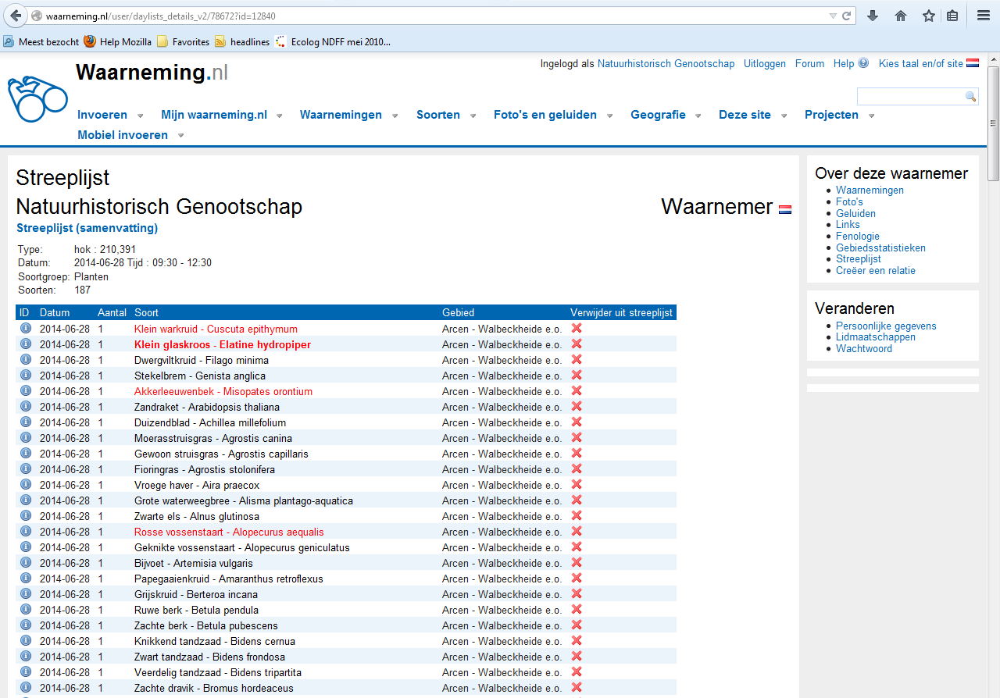 waarneming.nl/user/daylists_details_v2/78672?id=12840
Meest bezocht Help Mozilla Favorites headlines Ecolog NDFF mei 2010...
Waarneming.nl
Ingelogd als Natuurhistorisch Genootschap Uitloggen Forum Help Kies taal en/of site
Invoeren Mijn waarneming.nl Waarnemingen Soorten Foto's en geluiden Geografie Deze site Projecten
Mobiel invoeren
Streeplijst
Natuurhistorisch Genootschap Waarnemer
Streeplijst (samenvatting)
Type: hok : 210,391
Datum: 2014-06-28 Tijd : 09:30 - 12:30
Soortgroep: Planten
Soorten: 187
ID Datum Aantal Soort Gebied Verwijder uit streeplijst
2014-06-28 1 Klein warkruid - Cuscuta epithymum Arcen - Walbeckheide e.o.
2014-06-28 1 Klein glaskroos - Elatine hydropiper Arcen - Walbeckheide e.o.
2014-06-28 1 Dwergviltkruid - Filago minima Arcen - Walbeckheide e.o.
2014-06-28 1 Stekelbrem - Genista anglica Arcen - Walbeckheide e.o.
2014-06-28 1 Akkerleeuwenbek - Misopates orontium Arcen - Walbeckheide e.o.
2014-06-28 1 Zandraket - Arabidopsis thaliana Arcen - Walbeckheide e.o.
2014-06-28 1 Duizendblad - Achillea millefolium Arcen - Walbeckheide e.o.
2014-06-28 1 Moerasstruisgras - Agrostis canina Arcen - Walbeckheide e.o.
2014-06-28 1 Gewoon struisgras - Agrostis capillaris Arcen - Walbeckheide e.o.
2014-06-28 1 Fioringras - Agrostis stolonifera Arcen - Walbeckheide e.o.
2014-06-28 1 Vroege haver - Aira praecox Arcen - Walbeckheide e.o.
2014-06-28 1 Grote waterweegbree - Alisma plantago-aquatica Arcen - Walbeckheide e.o.
2014-06-28 1 Zwarte els - Alnus glutinosa Arcen - Walbeckheide e.o.
2014-06-28 1 Rosse vossenstaart - Alopecurus aequalis Arcen - Walbeckheide e.o.
2014-06-28 1 Geknikte vossenstaart - Alopecurus geniculatus Arcen - Walbeckheide e.o.
2014-06-28 1 Bijvoet - Artemisia vulgaris Arcen - Walbeckheide e.o.
2014-06-28 1 Papegaaienkruid - Amaranthus retroflexus Arcen - Walbeckheide e.o.
2014-06-28 1 Grijskruid - Berteroa incana Arcen - Walbeckheide e.o.
2014-06-28 1 Ruwe berk - Betula pendula Arcen - Walbeckheide e.o.
2014-06-28 1 Zachte berk - Betula pubescens Arcen - Walbeckheide e.o.
2014-06-28 1 Knikkend tandzaad - Bidens cernua Arcen - Walbeckheide e.o.
2014-06-28 1 Zwart tandzaad - Bidens frondosa Arcen - Walbeckheide e.o.
2014-06-28 1 Veerdelig tandzaad - Bidens tripartita Arcen - Walbeckheide e.o.
2014-06-28 1 Zachte dravik - Bromus hordeaceus Arcen - Walbeckheide e.o.
Over deze waarnemer
Waarnemingen
Foto's
Geluiden
Links
Fenologie
Gebiedsstatistieken
Streeplijst
Creëer een relatie
Veranderen
Persoonlijke gegevens
Lidmaatschappen
Wachtwoord